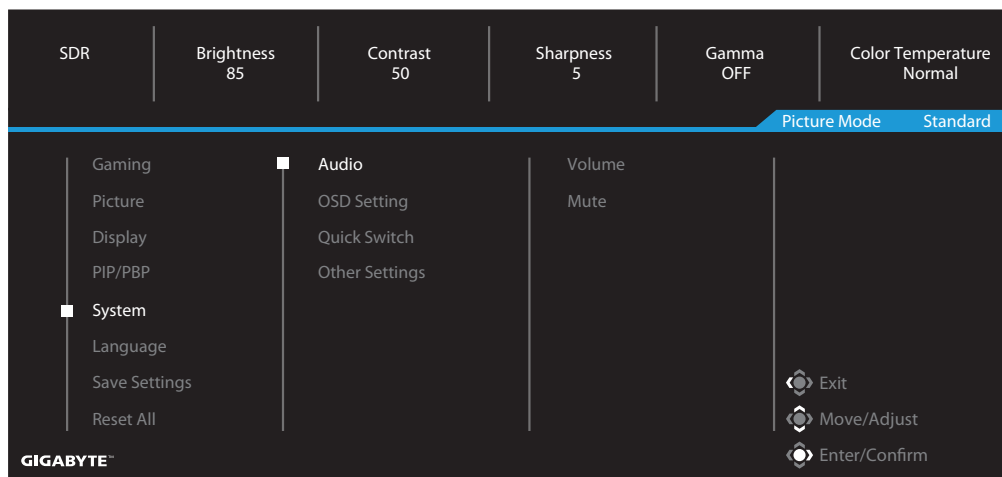 SDR Brightness Contrast Sharpness Gamma Color Temperature
85 50 5 OFF Normal
Picture Mode Standard
Gaming Audio Volume
Picture OSD Setting Mute
Display Quick Switch
PIP/PBP Other Settings
System
Language
Save Settings Exit
Reset All Move/Adjust
GIGABYTE™ Enter/Confirm